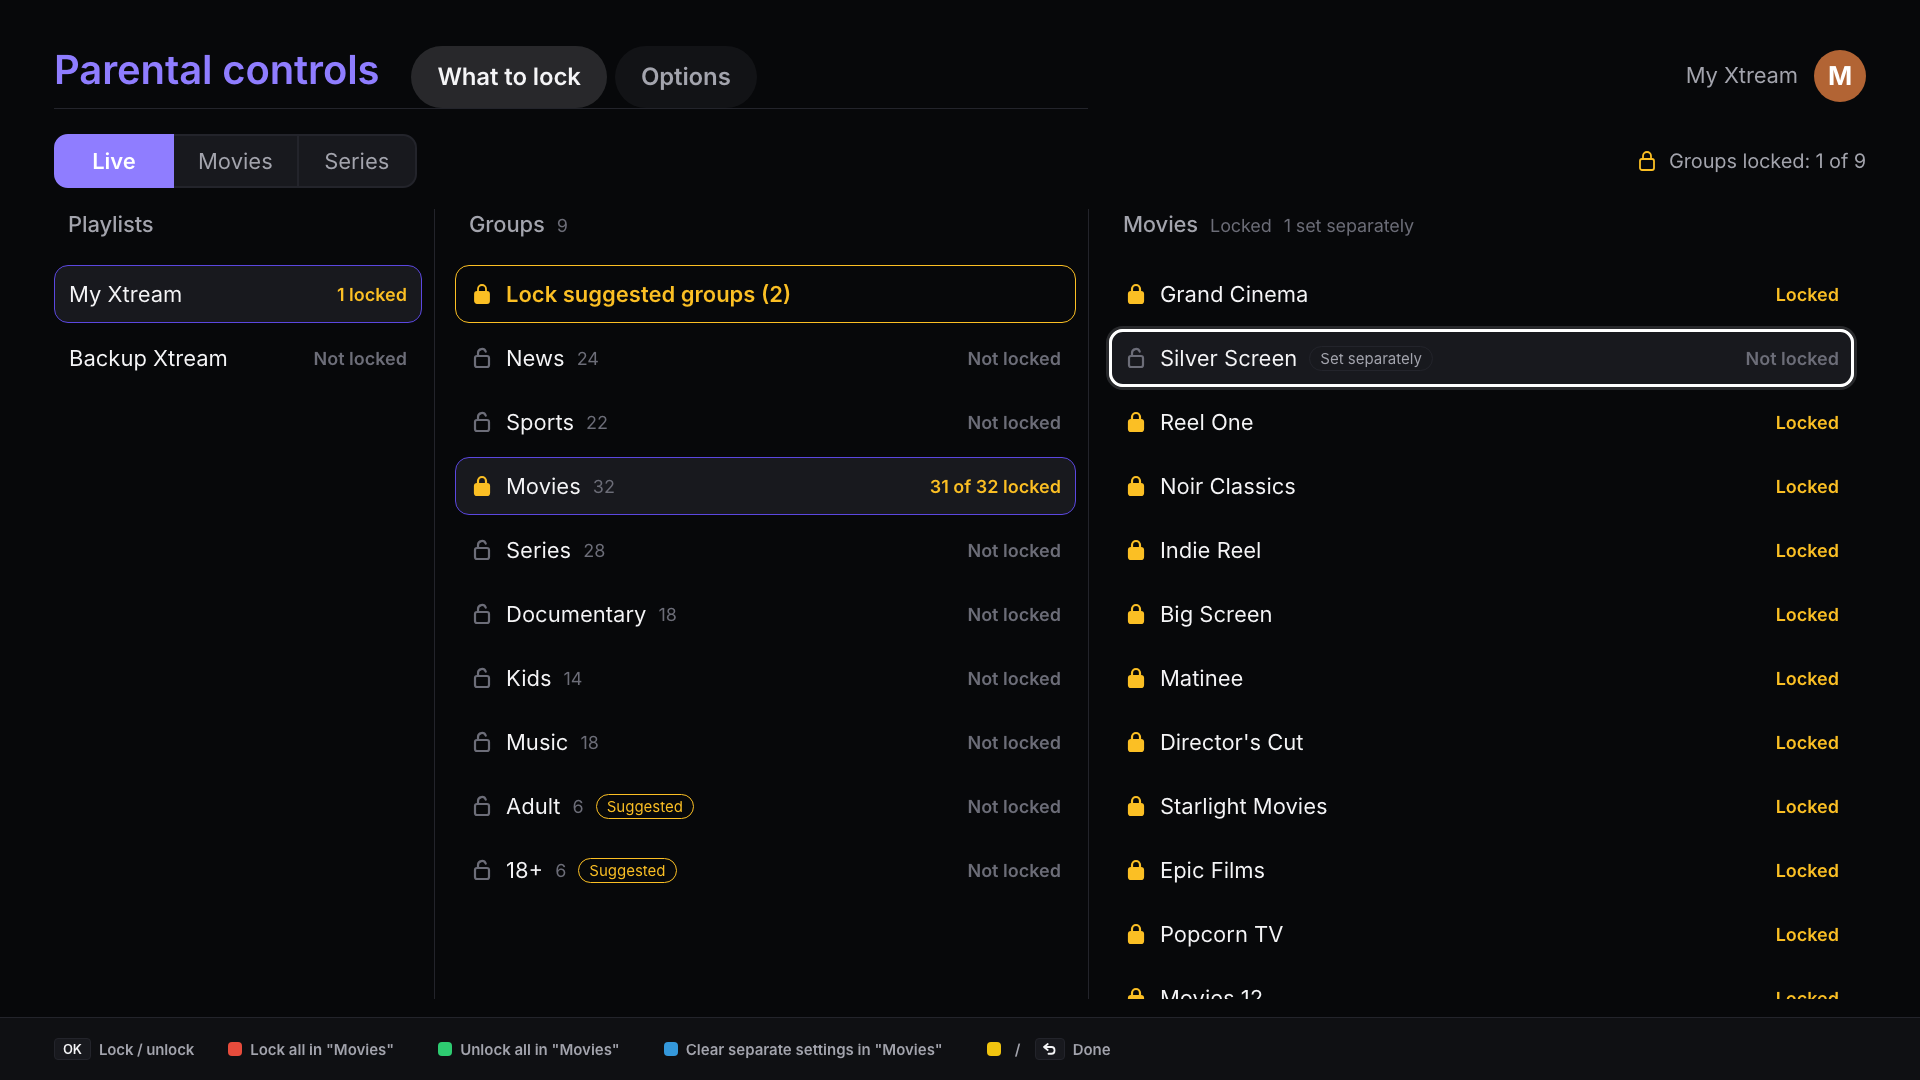 Parental controls
What to lock
Options
My Xtream
M
Live
Movies
Series
Groups locked: 1 of 9
Playlists
My Xtream 1 locked
Backup Xtream Not locked
Groups 9
Lock suggested groups (2)
News 24 Not locked
Sports 22 Not locked
Movies 32 31 of 32 locked
Series 28 Not locked
Documentary 18 Not locked
Kids 14 Not locked
Music 18 Not locked
Adult 6 Suggested Not locked
18+ 6 Suggested Not locked
Movies Locked 1 set separately
Grand Cinema Locked
Silver Screen Set separately Not locked
Reel One Locked
Noir Classics Locked
Indie Reel Locked
Big Screen Locked
Matinee Locked
Director's Cut Locked
Starlight Movies Locked
Epic Films Locked
Popcorn TV Locked
Movies 12 Locked
OK Lock / unlock
Lock all in "Movies"
Unlock all in "Movies"
Clear separate settings in "Movies"
/ Done